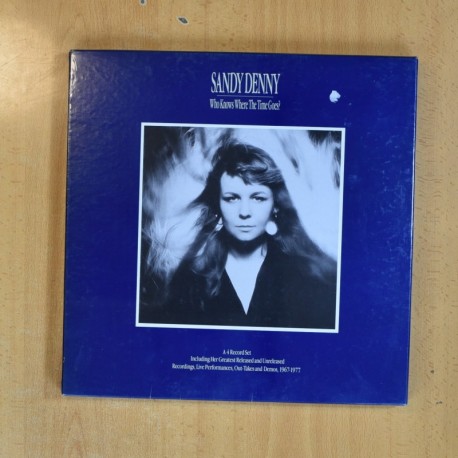 SANDY DENNY
Who Knows Where The Time Goes?
A 4 Record Set
Including Her Greatest Released and Unreleased
Recordings, Live Performances, Out-Takes and Demos, 1967-1977